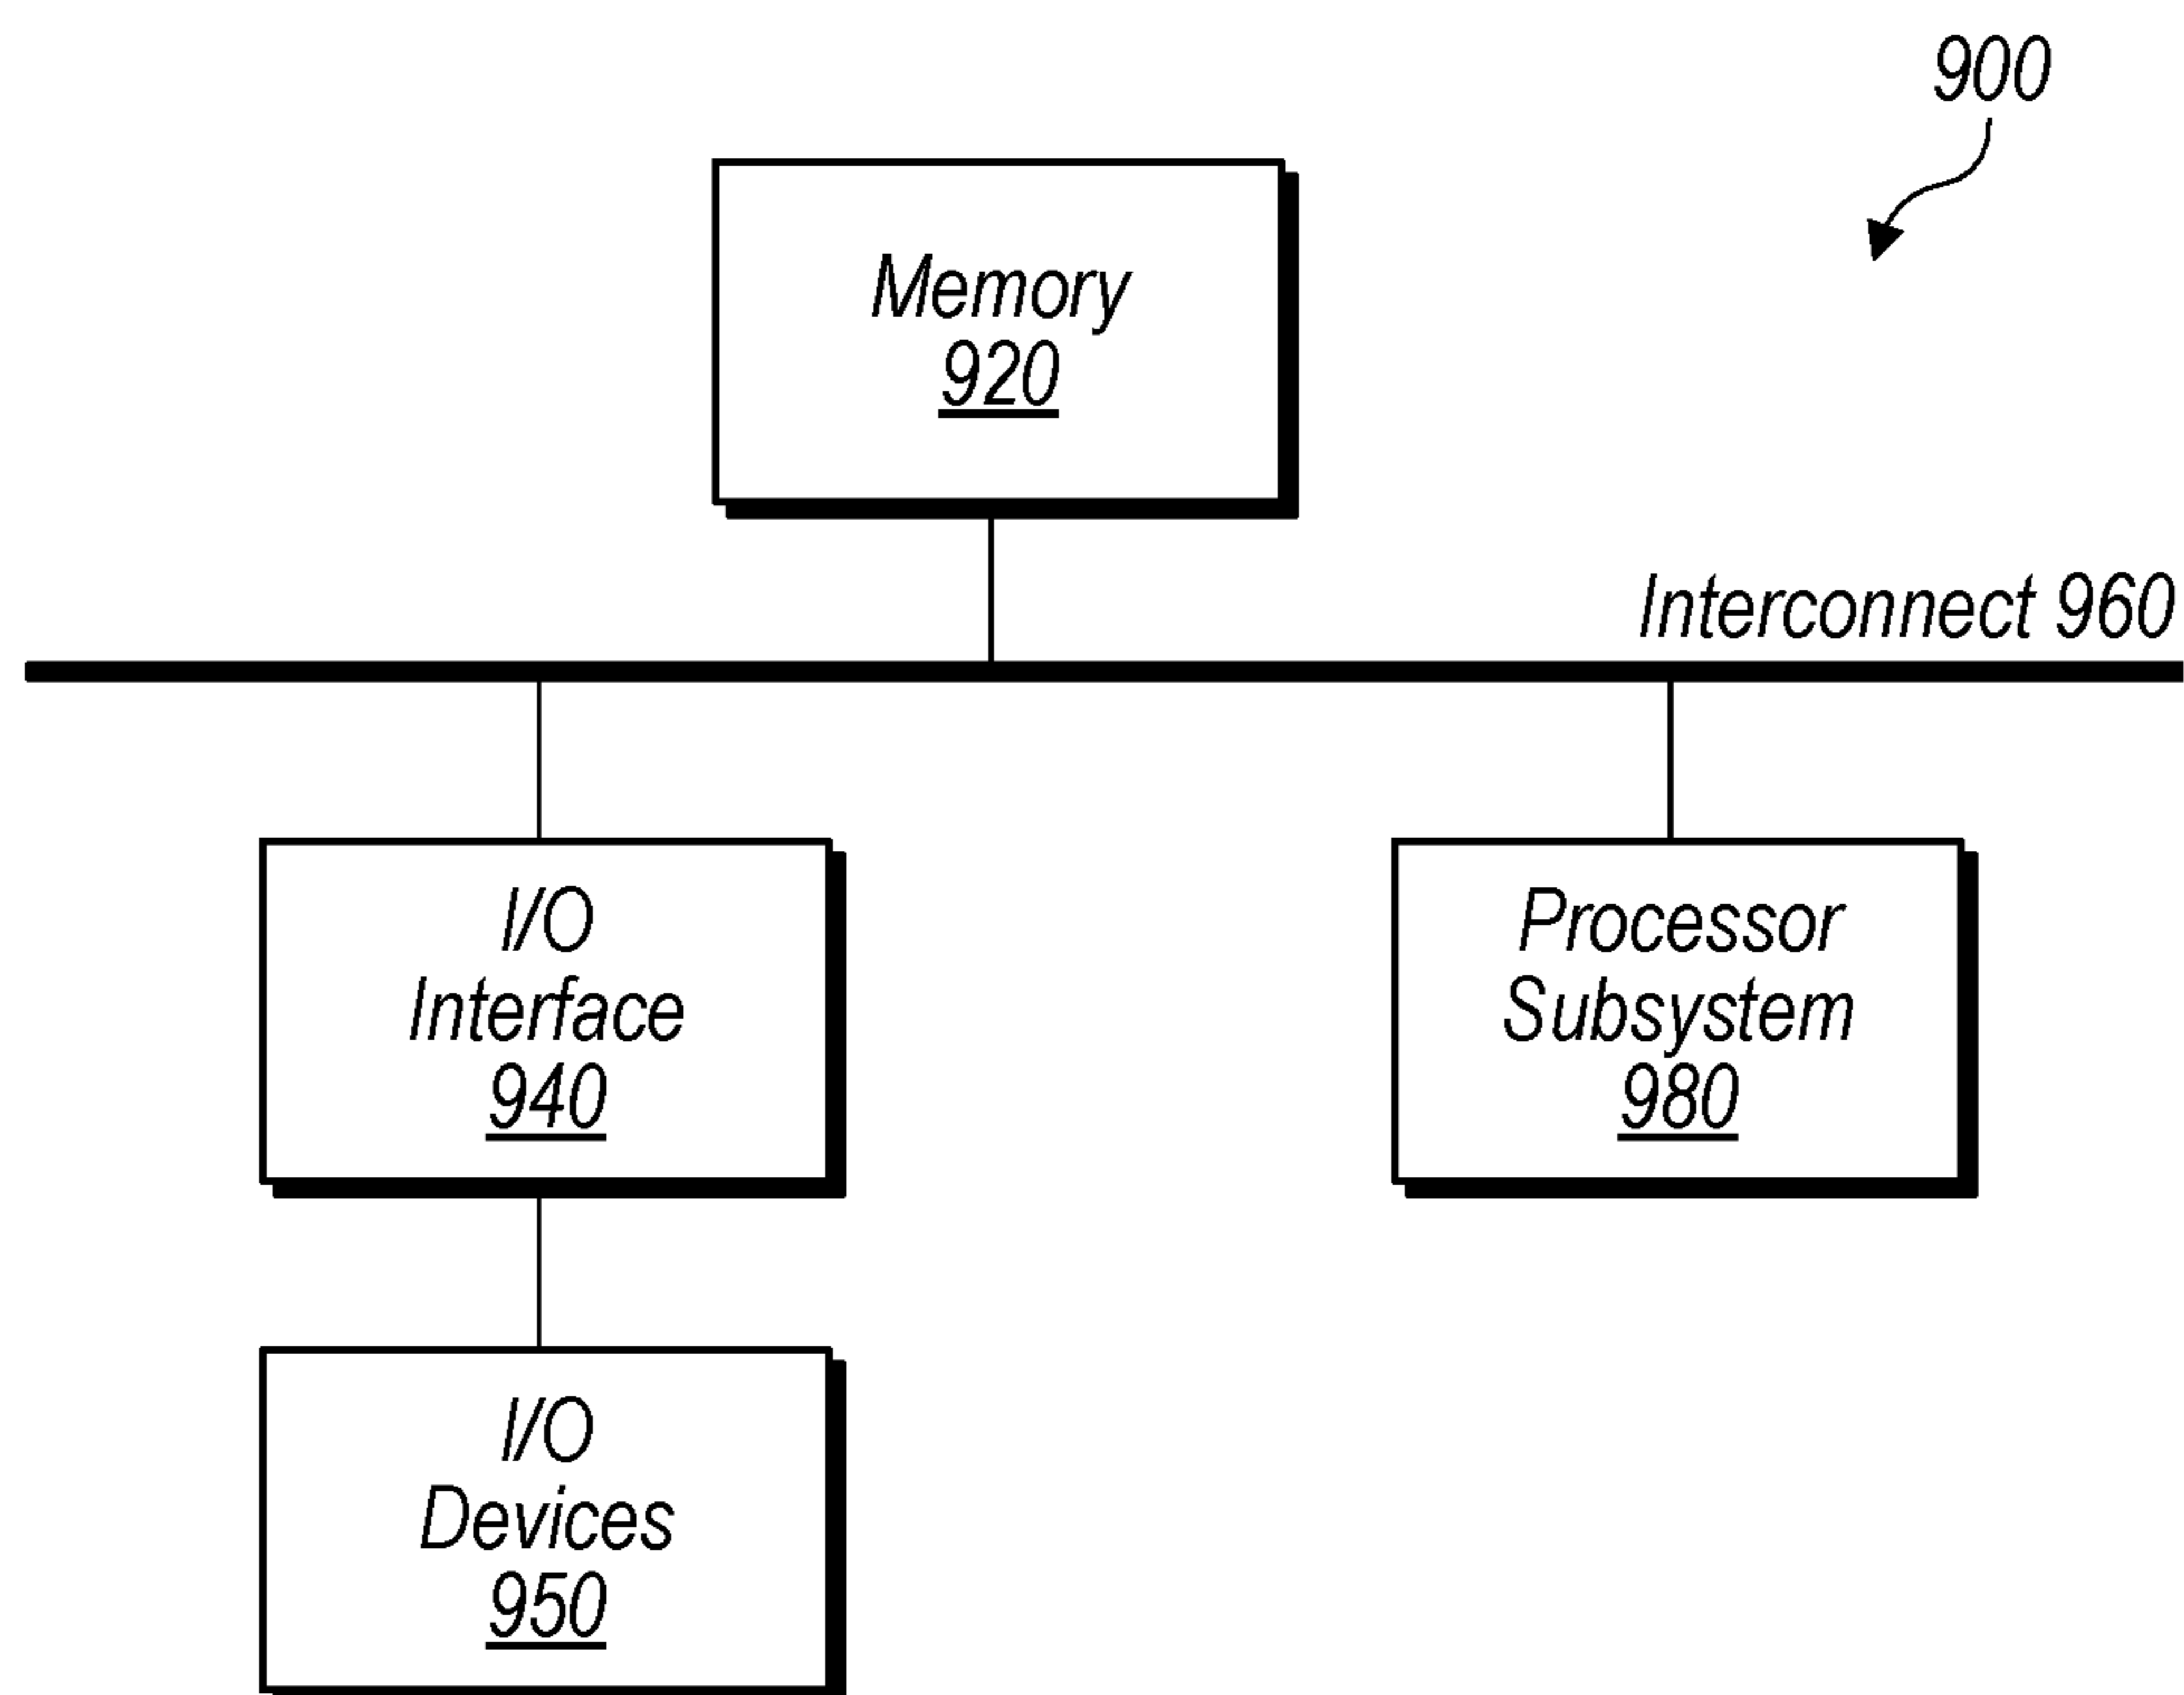 900
Memory
920
Interconnect 960
I/O
Interface
940
Processor
Subsystem
980
I/O
Devices
950